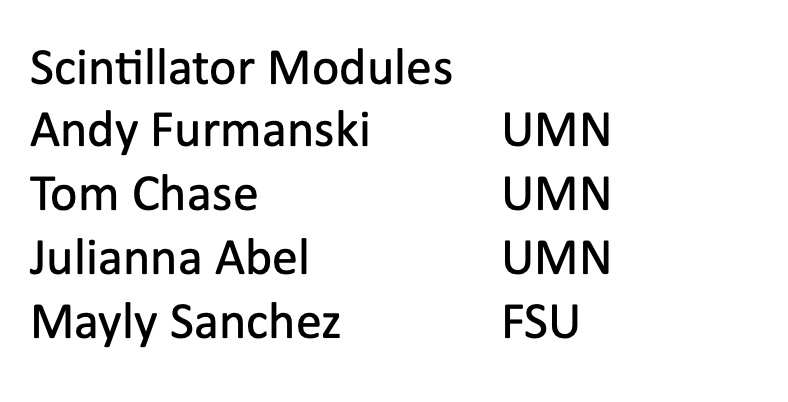 Scintillator Modules
Andy Furmanski UMN
Tom Chase UMN
Julianna Abel UMN
Mayly Sanchez FSU